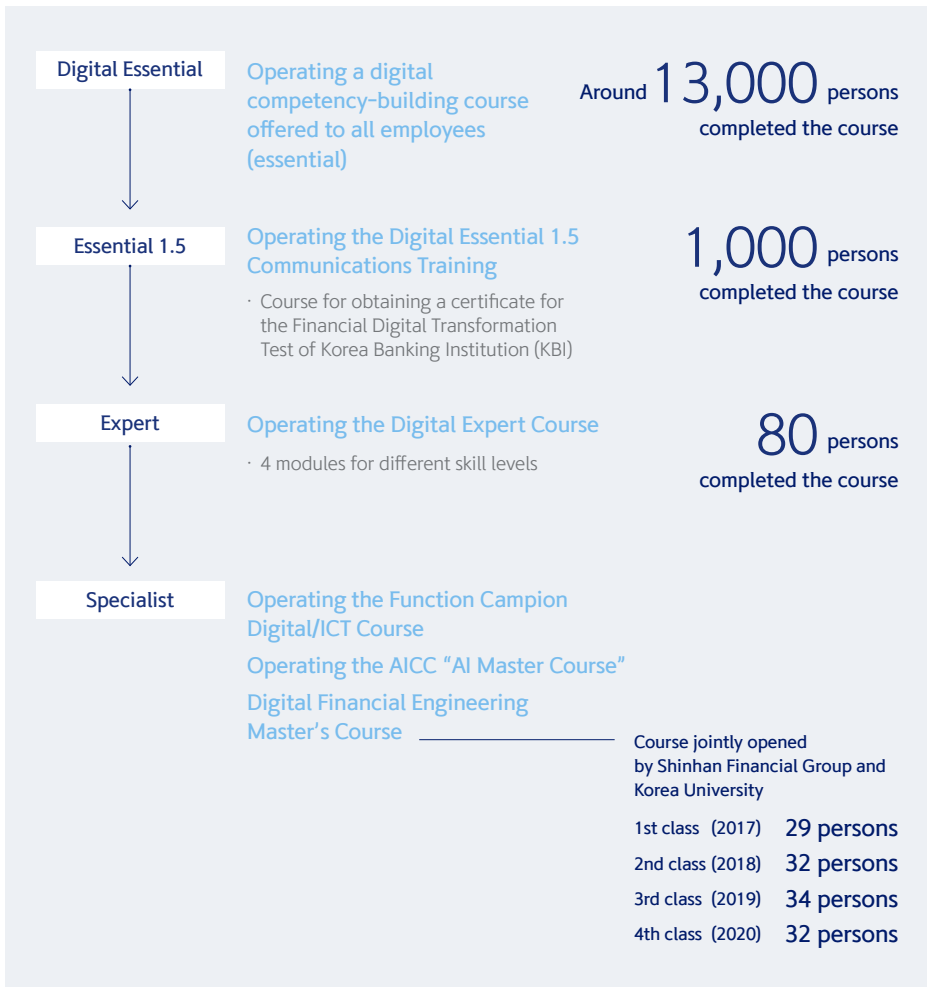 Digital Essential
Operating a digital
competency-building course
offered to all employees
(essential)
Around 13,000 persons
completed the course
Essential 1.5
Operating the Digital Essential 1.5
Communications Training
· Course for obtaining a certificate for
the Financial Digital Transformation
Test of Korea Banking Institution (KBI)
1,000 persons
completed the course
Expert
Operating the Digital Expert Course
· 4 modules for different skill levels
80 persons
completed the course
Specialist
Operating the Function Campion
Digital/ICT Course
Operating the AICC “AI Master Course”
Digital Financial Engineering
Master’s Course
Course jointly opened
by Shinhan Financial Group and
Korea University
1st class (2017) 29 persons
2nd class (2018) 32 persons
3rd class (2019) 34 persons
4th class (2020) 32 persons